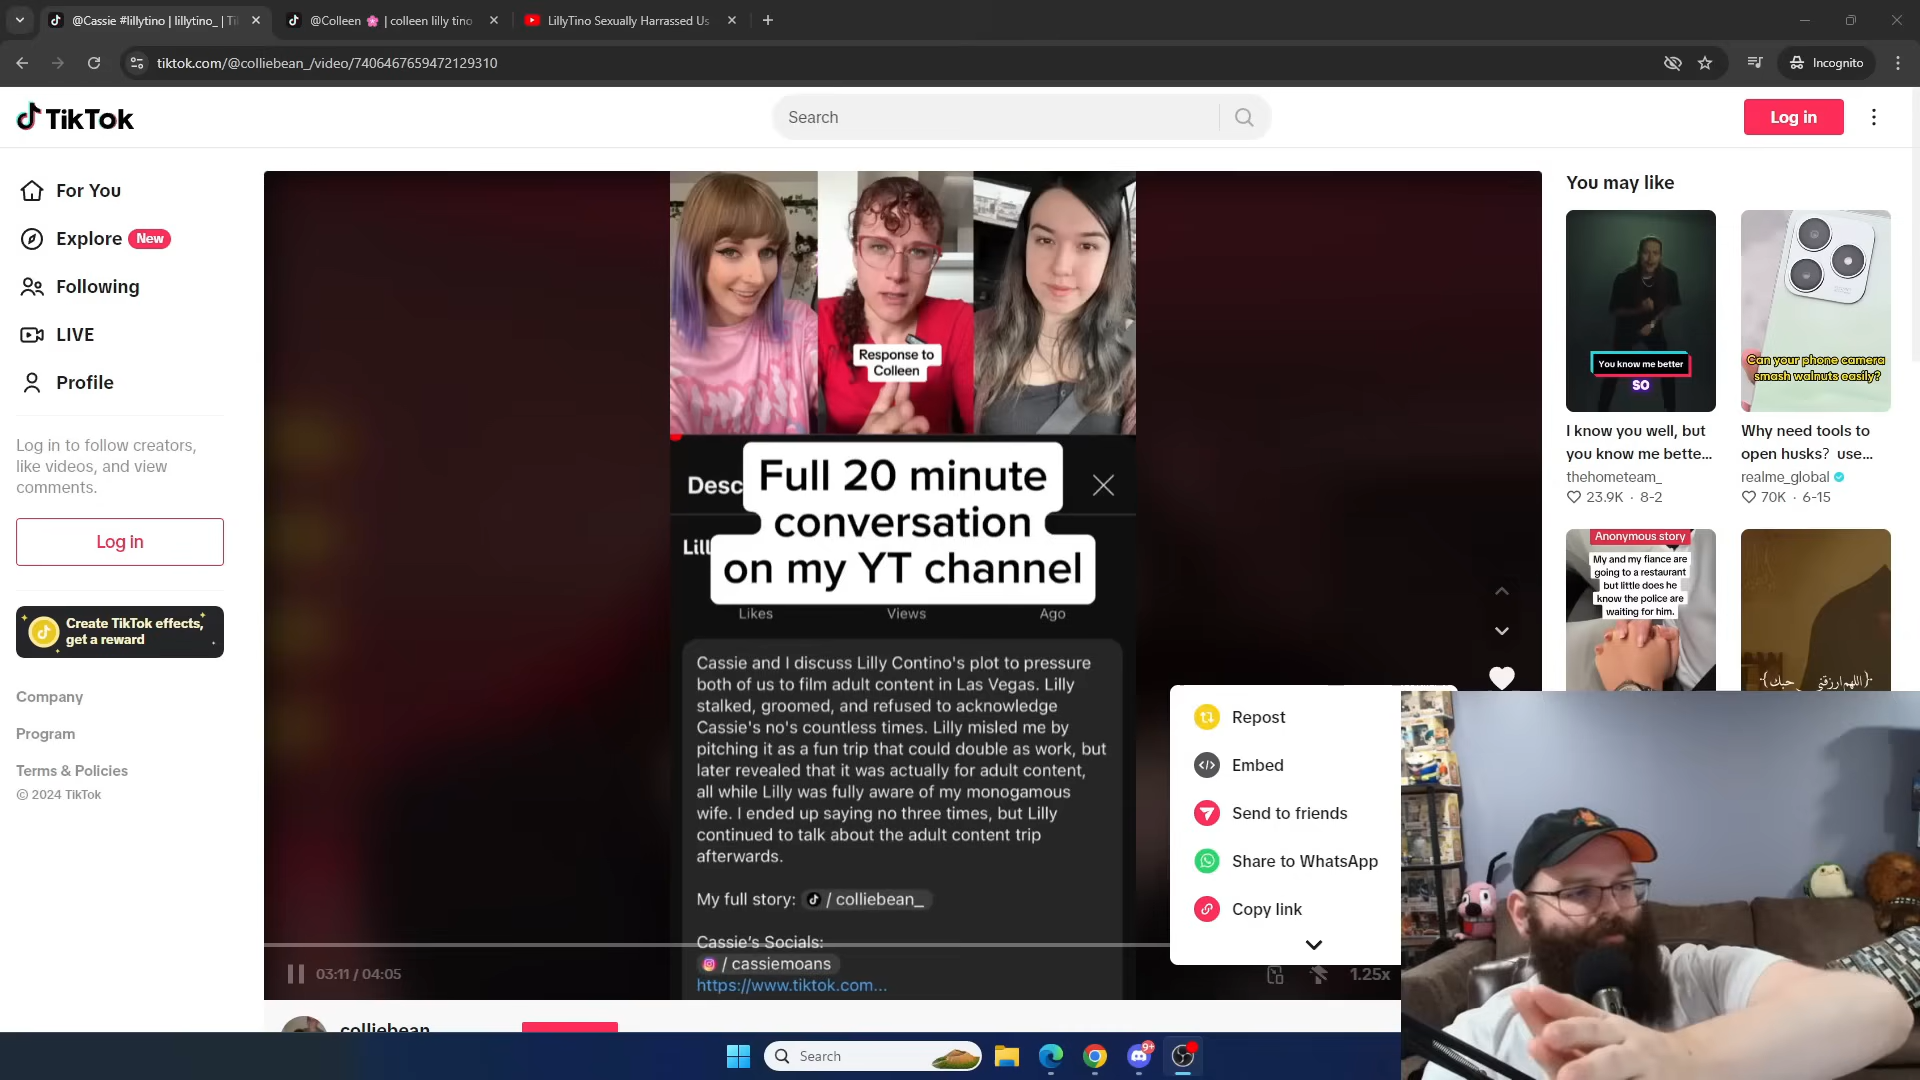 @Cassie #lillytino | lillytino_ | Ti
@Colleen 🌸 | colleen lilly tino
LillyTino Sexually Harrassed Us
tiktok.com/@colliebean_/video/7406467659472129310
Incognito
TikTok
Search
Log in
For You
Explore New
Following
LIVE
Profile
Log in to follow creators,
like videos, and view
comments.
Log in
Create TikTok effects,
get a reward
Company
Program
Terms & Policies
© 2024 TikTok
Response to
Colleen
Desc
Full 20 minute
conversation
on my YT channel
Lill
Likes
Views
Ago
Cassie and I discuss Lilly Contino's plot to pressure
both of us to film adult content in Las Vegas. Lilly
stalked, groomed, and refused to acknowledge
Cassie's no's countless times. Lilly misled me by
pitching it as a fun trip that could double as work, but
later revealed that it was actually for adult content,
all while Lilly was fully aware of my monogamous
wife. I ended up saying no three times, but Lilly
continued to talk about the adult content trip
afterwards.
My full story: / colliebean_
Cassie's Socials:
/ cassiemoans
https://www.tiktok.com...
03:11 / 04:05
1.25x
Repost
Embed
Send to friends
Share to WhatsApp
Copy link
colliebean
You may like
You know me better
SO
I know you well, but
you know me bette...
thehometeam_
23.9K · 8-2
Can your phone camera
smash walnuts easily?
Why need tools to
open husks? use...
realme_global
70K · 6-15
Anonymous story
My and my fiance are
going to a restaurant
but little does he
know the police are
waiting for him.
{اللهم ارزقني حبك}
Search
9+